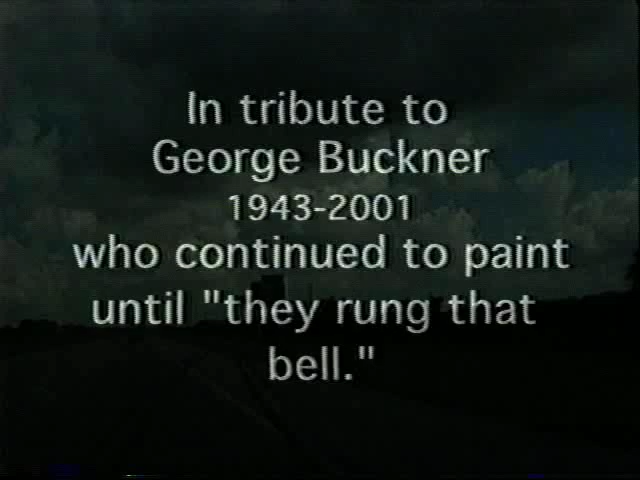 In tribute to
George Buckner
1943-2001
who continued to paint
until "they rung that
bell."